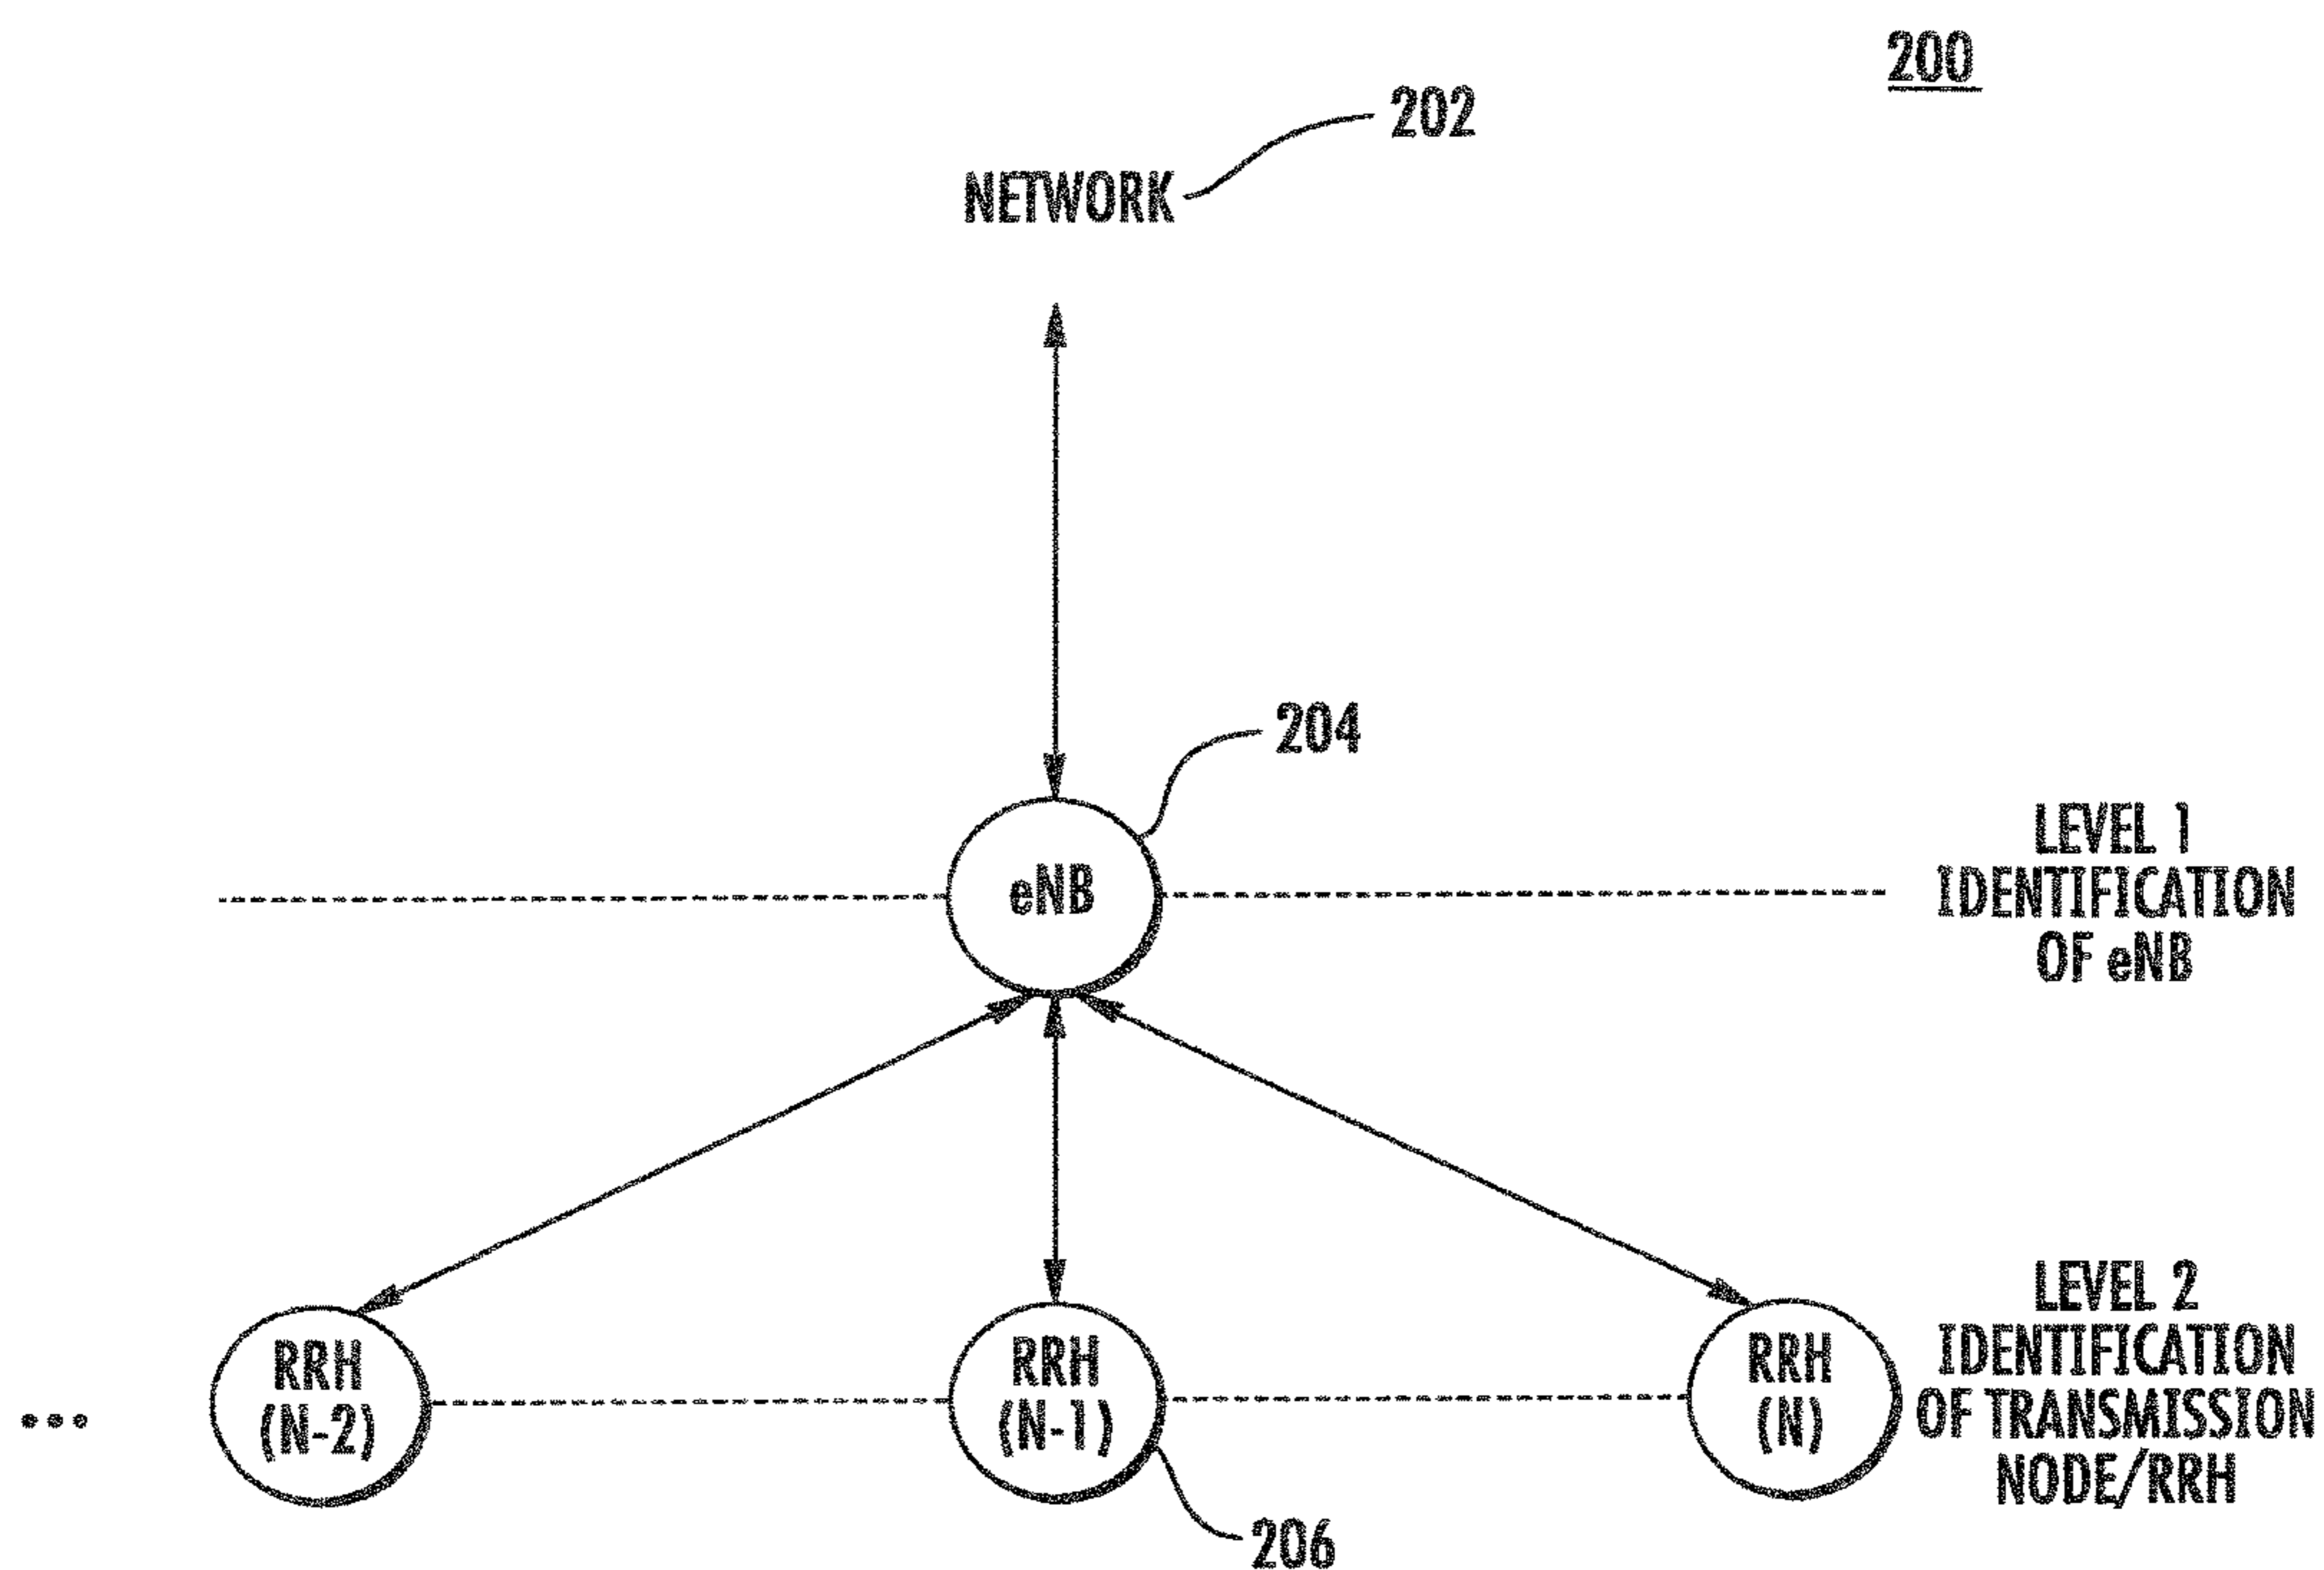 200
202
NETWORK
204
eNB
LEVEL 1
IDENTIFICATION
OF eNB
RRH
(N-2)
RRH
(N-1)
RRH
(N)
LEVEL 2
IDENTIFICATION
OF TRANSMISSION
NODE/RRH
...
206